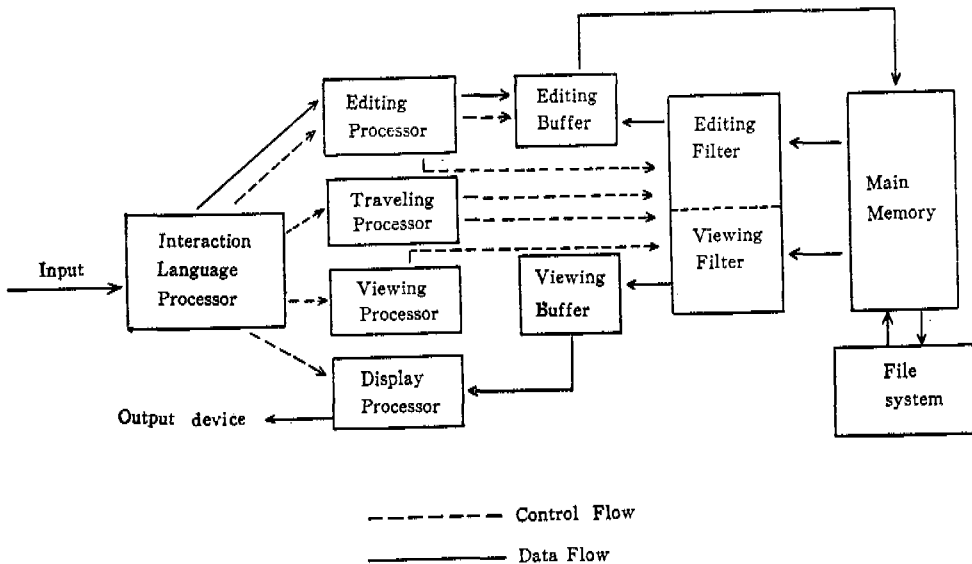 Editing
Processor
Editing
Buffer
Editing
Filter
Main
Memory
Traveling
Processor
Interaction
Language
Processor
Input
Viewing
Filter
Viewing
Processor
Viewing
Buffer
Display
Processor
File
system
Output device
Control Flow
Data Flow